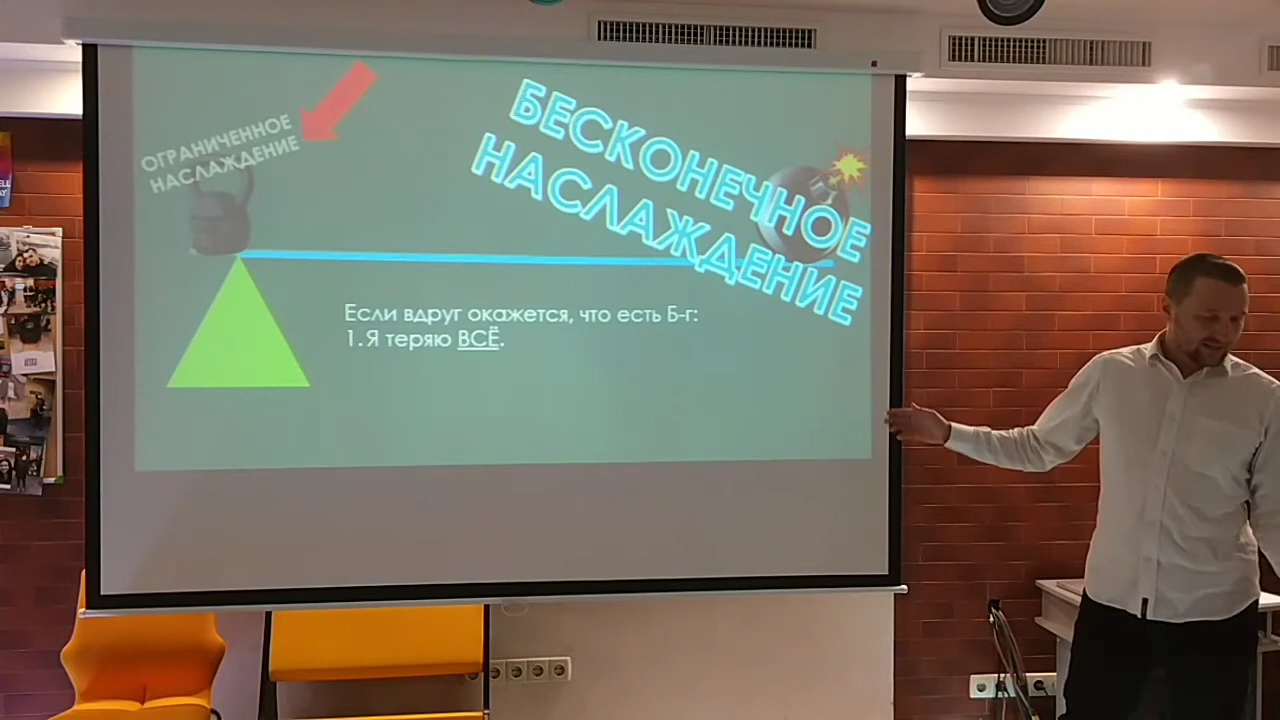 ОГРАНИЧЕННОЕ
НАСЛАЖДЕНИЕ
БЕСКОНЕЧНОЕ
НАСЛАЖДЕНИЕ
Если вдруг окажется, что есть Б-г:
1.Я теряю ВСЁ.